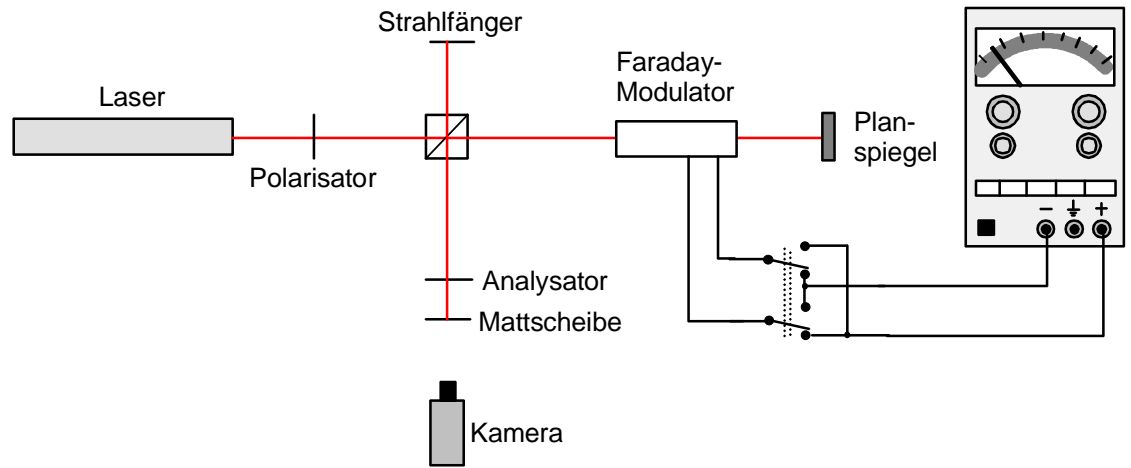 Strahlfänger
Laser
Faraday-
Modulator
Plan-
spiegel
Polarisator
Analysator
Mattscheibe
Kamera
− ⏚ +